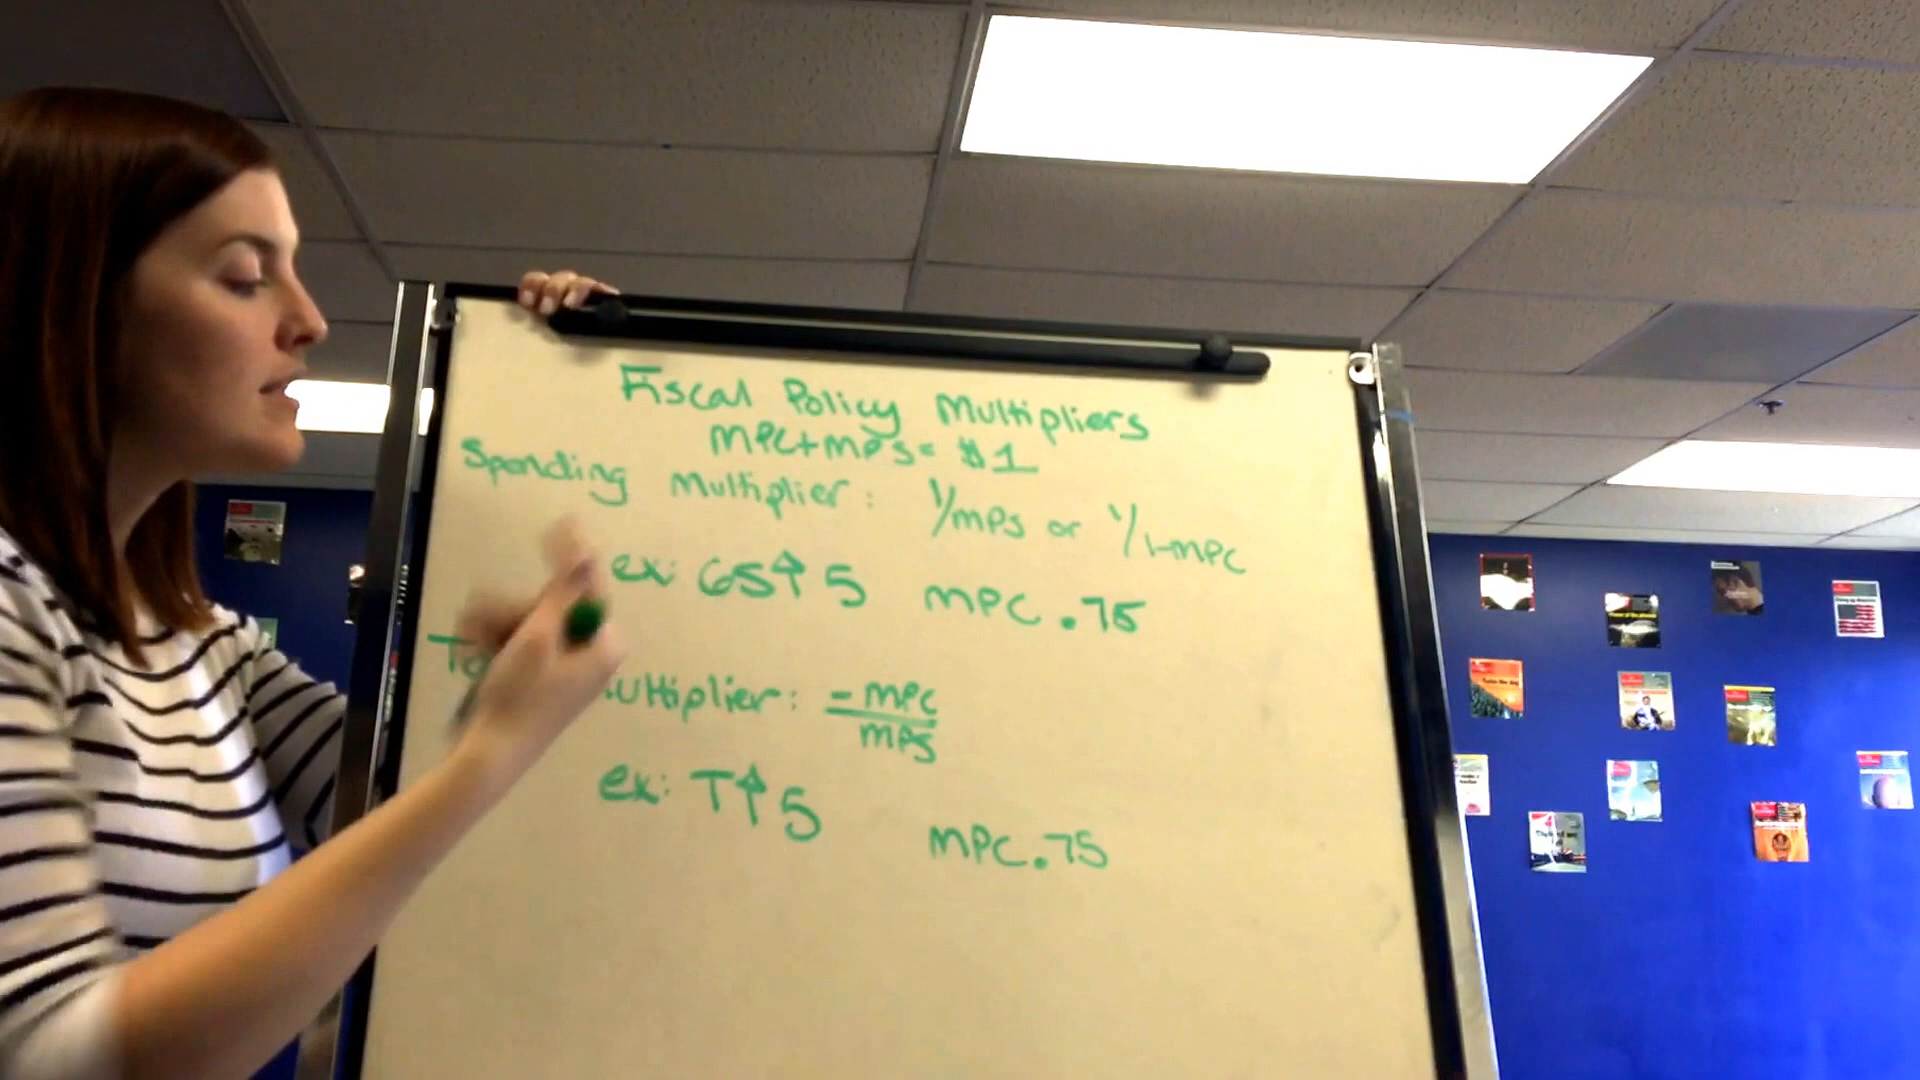 Fiscal Policy Multipliers
MPC+MPS= $1
Spending Multiplier: 1/MPS or 1/1-MPC
ex: GS↑ 5 MPC .75
ultiplier: -MPC
MPS
ex: T↑ 5 MPC .75